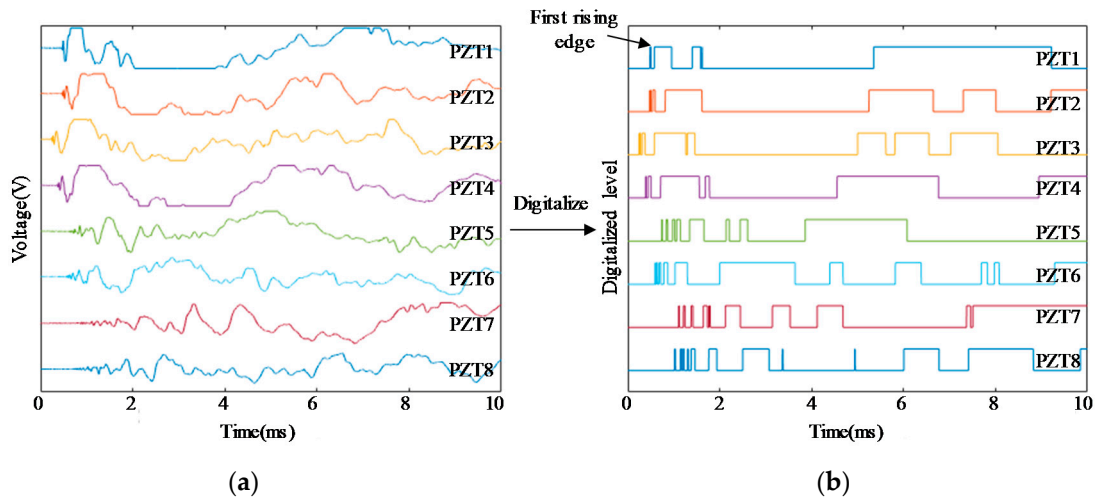 Voltage(V)
PZT1
PZT2
PZT3
PZT4
PZT5
PZT6
PZT7
PZT8
0 2 4 6 8 10
Time(ms)
(a)
Digitalize
First rising
edge
Digitalized level
PZT1
PZT2
PZT3
PZT4
PZT5
PZT6
PZT7
PZT8
0 2 4 6 8 10
Time(ms)
(b)